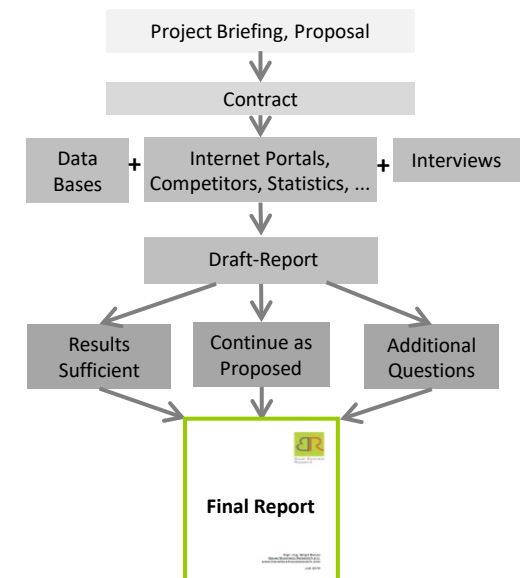 Project Briefing, Proposal
Contract
Data
Bases
+
Internet Portals,
Competitors, Statistics, ...
+
Interviews
Draft-Report
Results
Sufficient
Continue as
Proposed
Additional
Questions
BR
Final Report